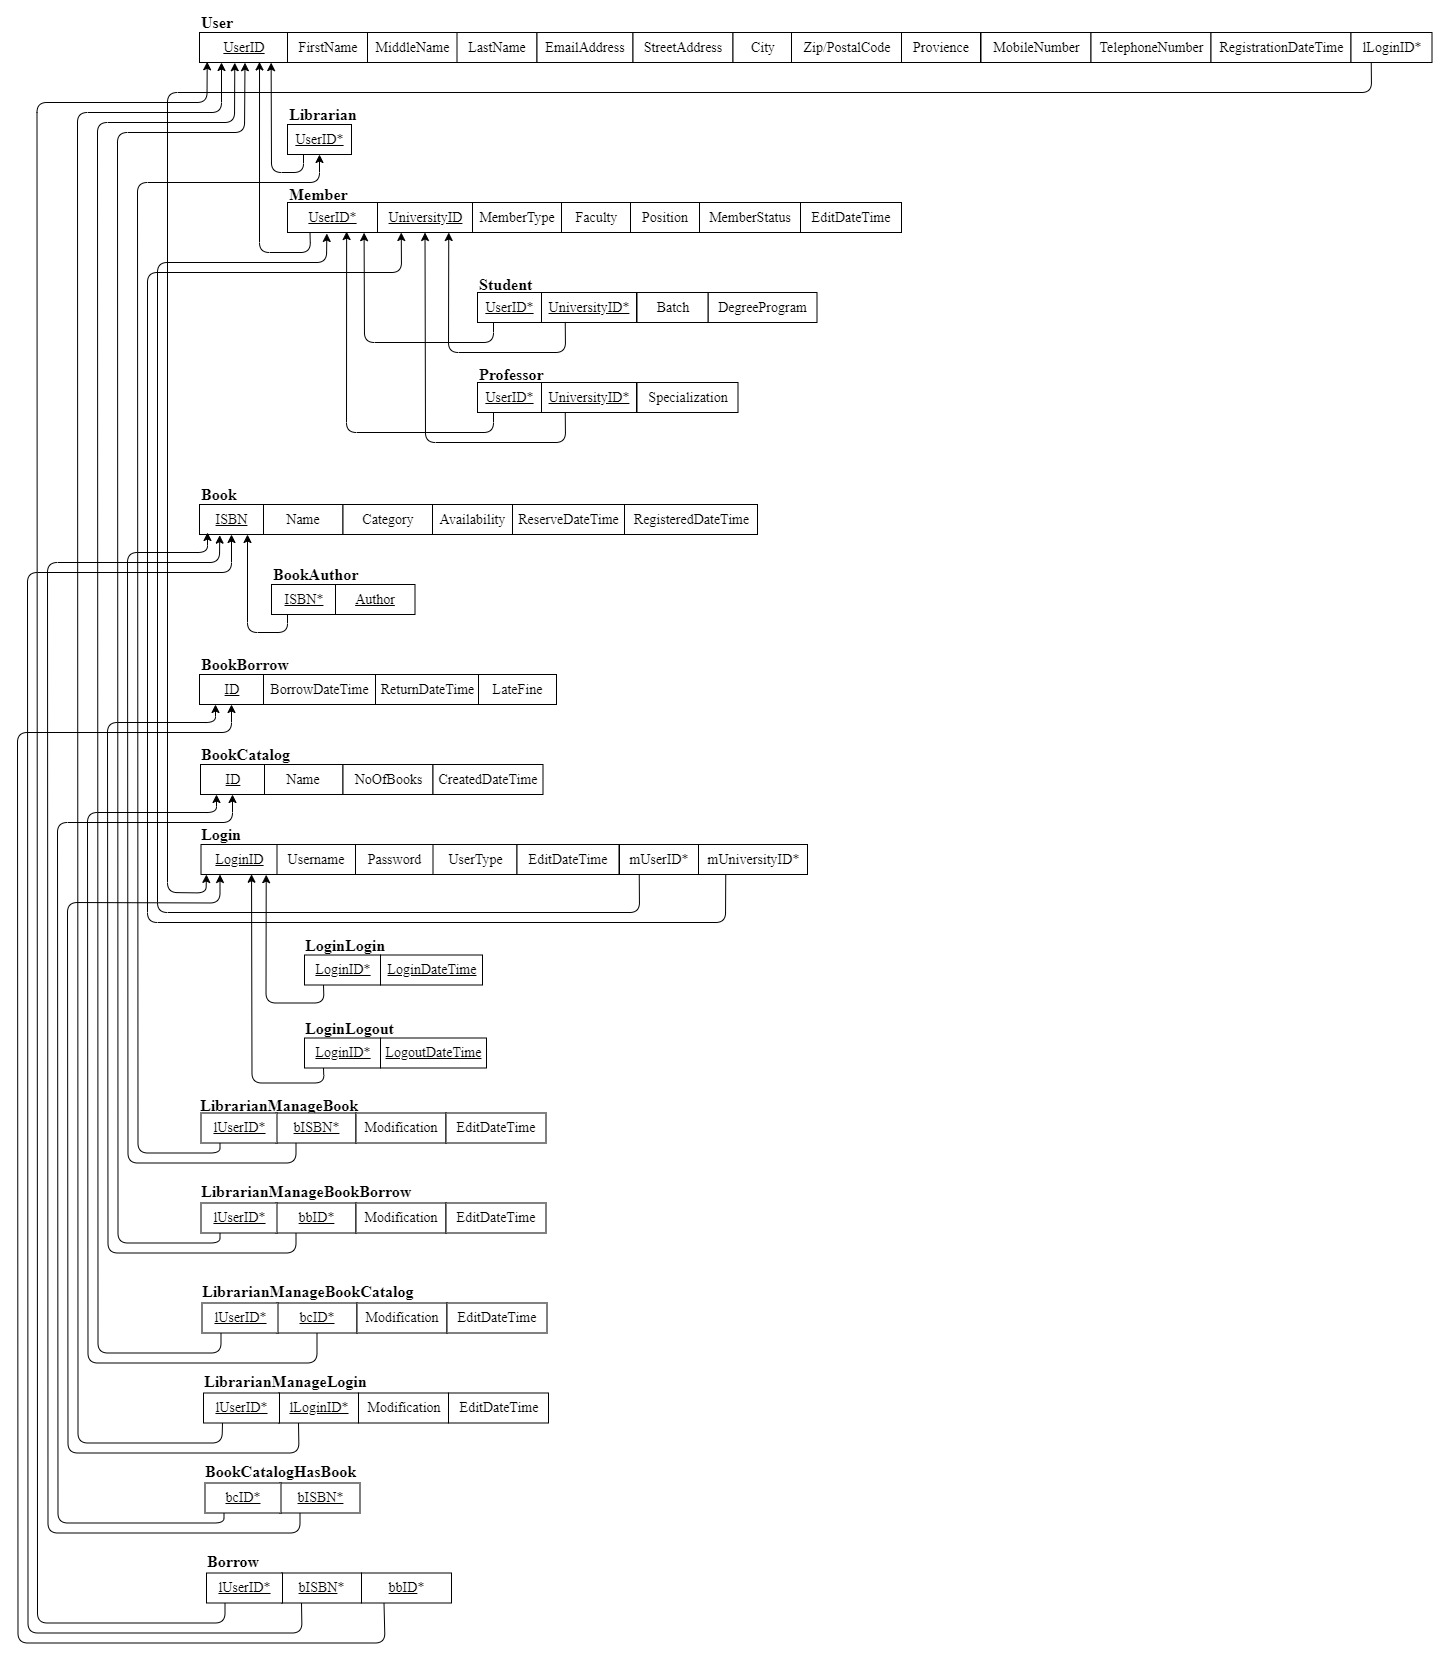 User
UserID FirstName MiddleName LastName EmailAddress StreetAddress City Zip/PostalCode Provience MobileNumber TelephoneNumber RegistrationDateTime lLoginID*
Librarian
UserID*
Member
UserID* UniversityID MemberType Faculty Position MemberStatus EditDateTime
Student
UserID* UniversityID* Batch DegreeProgram
Professor
UserID* UniversityID* Specialization
Book
ISBN Name Category Availability ReserveDateTime RegisteredDateTime
BookAuthor
ISBN* Author
BookBorrow
ID BorrowDateTime ReturnDateTime LateFine
BookCatalog
ID Name NoOfBooks CreatedDateTime
Login
LoginID Username Password UserType EditDateTime mUserID* mUniversityID*
LoginLogin
LoginID* LoginDateTime
LoginLogout
LoginID* LogoutDateTime
LibrarianManageBook
lUserID* bISBN* Modification EditDateTime
LibrarianManageBookBorrow
lUserID* bbID* Modification EditDateTime
LibrarianManageBookCatalog
lUserID* bcID* Modification EditDateTime
LibrarianManageLogin
lUserID* lLoginID* Modification EditDateTime
BookCatalogHasBook
bcID* bISBN*
Borrow
lUserID* bISBN* bbID*